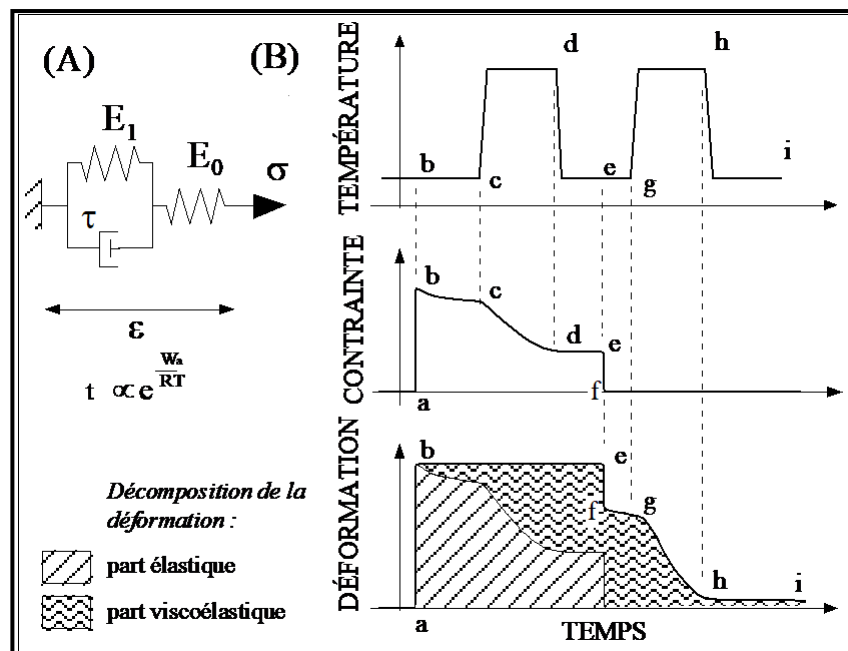 (A)
E1
E0
σ
τ
ε
t ∝ e Wa/RT
Décomposition de la
déformation :
part élastique
part viscoélastique
(B)
TEMPÉRATURE
b
c
d
e
g
h
i
CONTRAINTE
a
b
c
d
e
f
DÉFORMATION
a
b
e
f
g
h
i
TEMPS